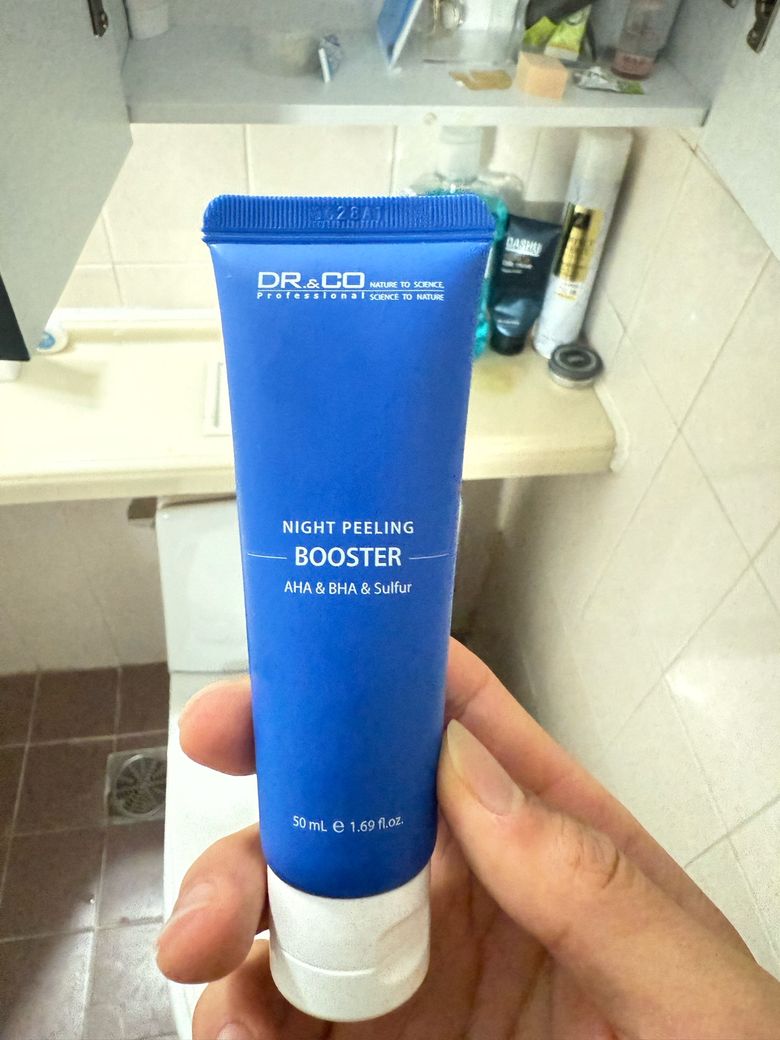 DR.&CO NATURE TO SCIENCE,
Professional SCIENCE TO NATURE
NIGHT PEELING
BOOSTER
AHA & BHA & Sulfur
50 mL e 1.69 fl.oz.
DASHU